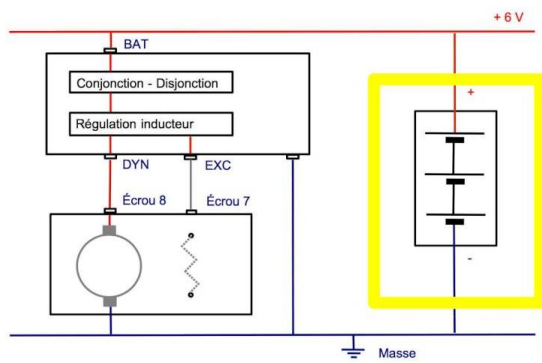 + 6 V
BAT
Conjonction - Disjonction
Régulation inducteur
DYN
EXC
Écrou 8
Écrou 7
+
-
Masse